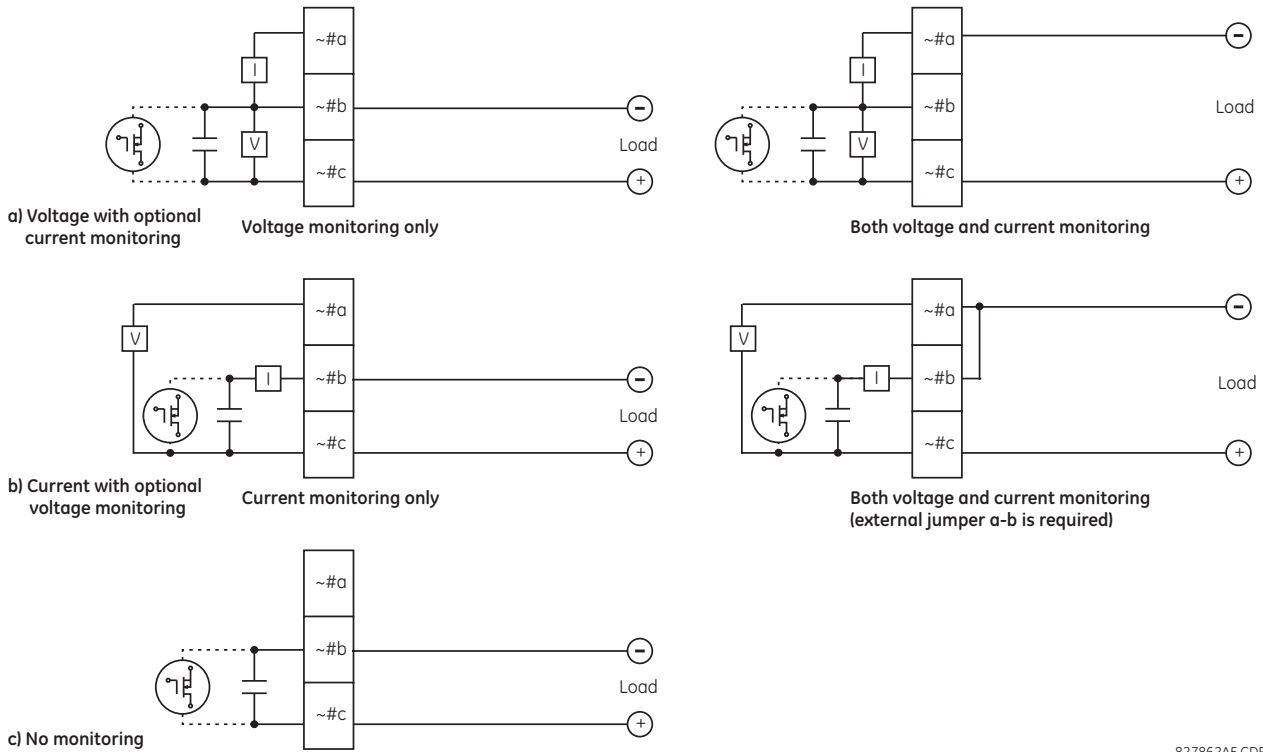 ~#a
I
~#b
V
~#c
−
Load
+
a) Voltage with optional
current monitoring
Voltage monitoring only
~#a
I
~#b
V
~#c
−
Load
+
Both voltage and current monitoring
~#a
V
I
~#b
~#c
−
Load
+
b) Current with optional
voltage monitoring
Current monitoring only
~#a
V
I
~#b
~#c
−
Load
+
Both voltage and current monitoring
(external jumper a-b is required)
~#a
~#b
~#c
−
Load
+
c) No monitoring